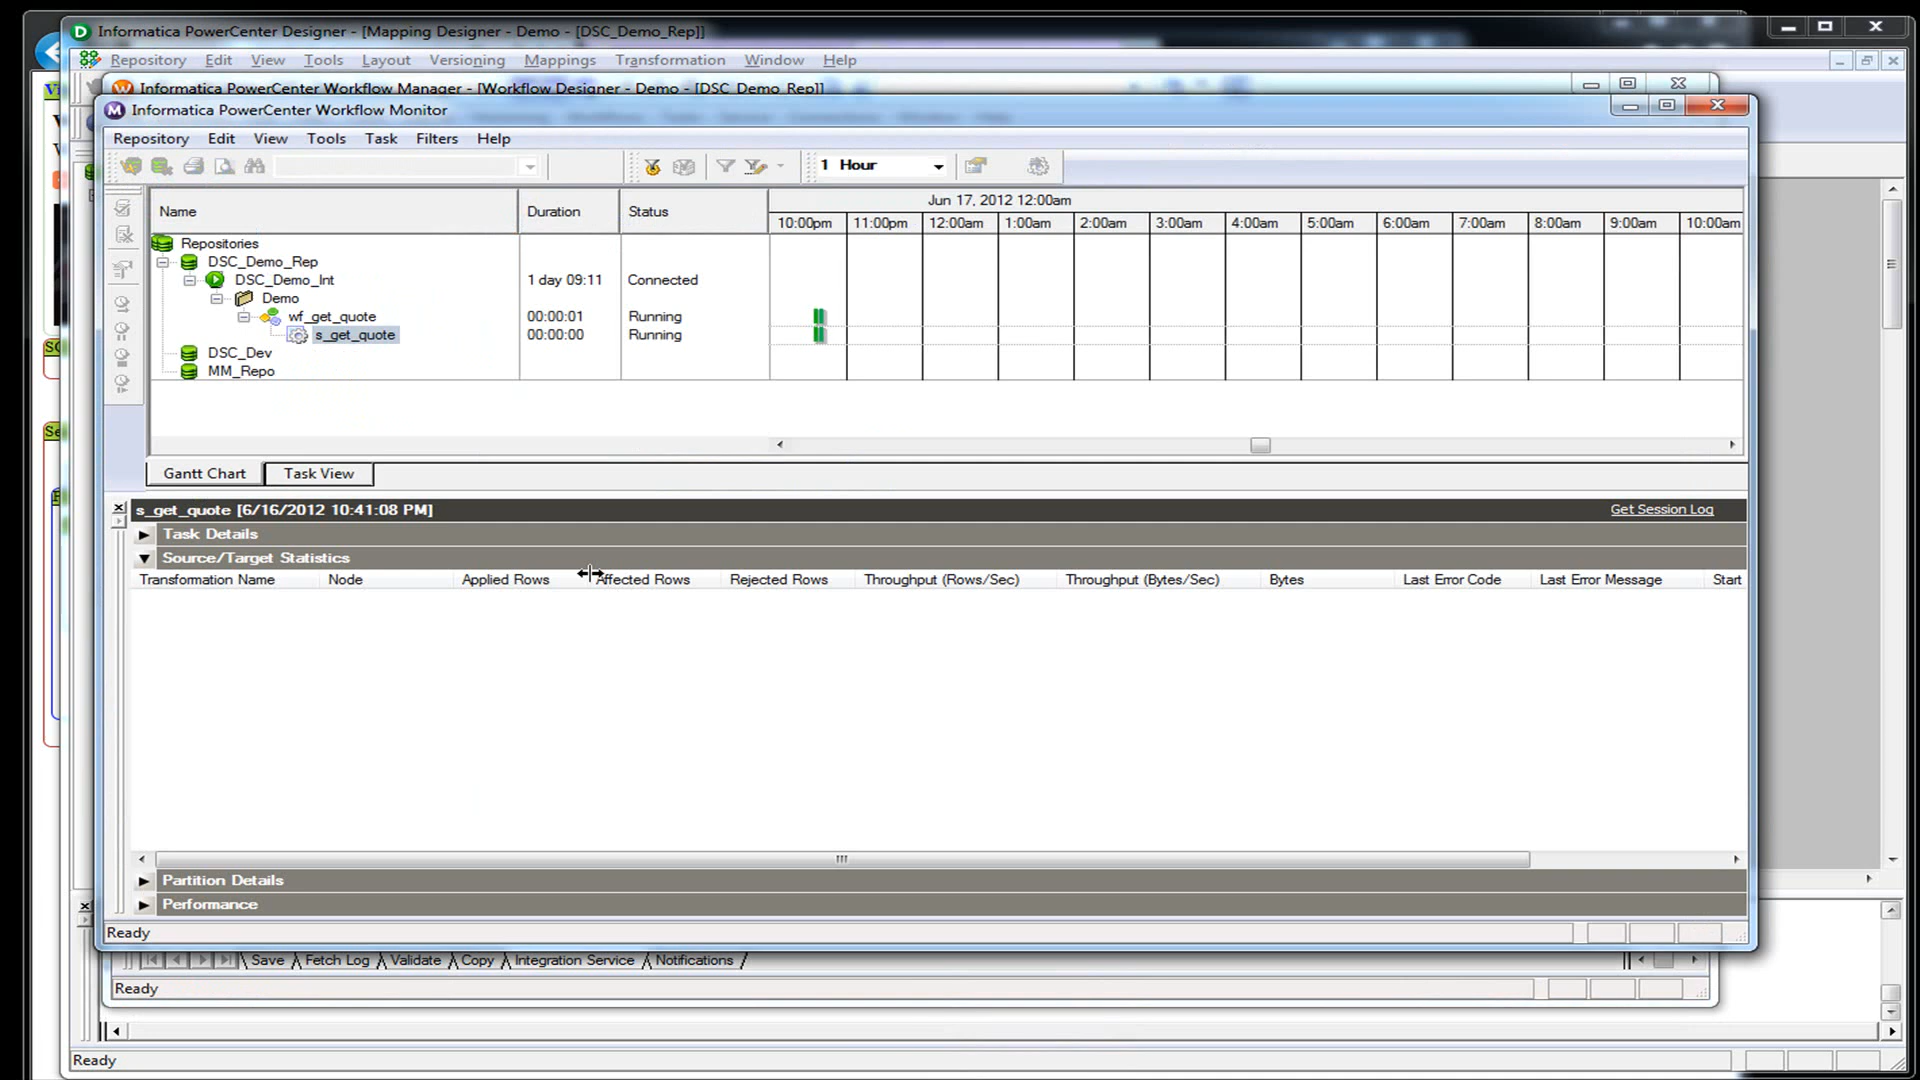 Informatica PowerCenter Designer - [Mapping Designer - Demo - [DSC_Demo_Rep]]
Repository Edit View Tools Layout Versioning Mappings Transformation Window Help
Informatica PowerCenter Workflow Manager - [Workflow Designer - Demo - [DSC_Demo_Rep]]
Informatica PowerCenter Workflow Monitor
Repository Edit View Tools Task Filters Help
1 Hour
Name Duration Status Jun 17, 2012 12:00am
10:00pm 11:00pm 12:00am 1:00am 2:00am 3:00am 4:00am 5:00am 6:00am 7:00am 8:00am 9:00am 10:00am
Repositories
DSC_Demo_Rep
DSC_Demo_Int 1 day 09:11 Connected
Demo
wf_get_quote 00:00:01 Running
s_get_quote 00:00:00 Running
DSC_Dev
MM_Repo
Gantt Chart Task View
s_get_quote [6/16/2012 10:41:08 PM] Get Session Log
Task Details
Source/Target Statistics
Transformation Name Node Applied Rows Affected Rows Rejected Rows Throughput (Rows/Sec) Throughput (Bytes/Sec) Bytes Last Error Code Last Error Message Start
Partition Details
Performance
Ready
Save Fetch Log Validate Copy Integration Service Notifications
Ready
Ready